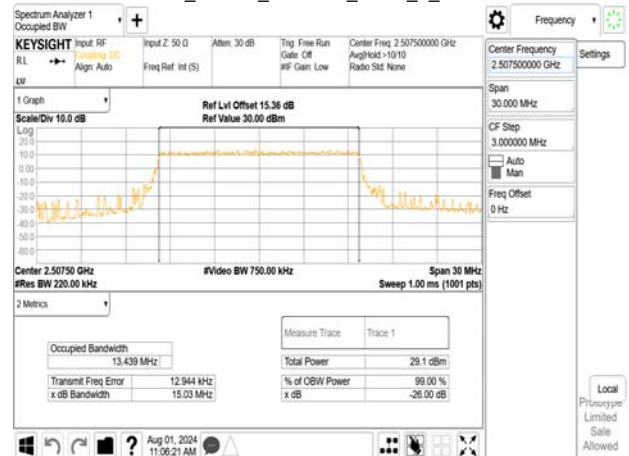 Spectrum Analyzer 1
Occupied BW
+
Frequency
KEYSIGHT
RL
Input: RF
Coupling: DC
Align: Auto
Input Z: 50 Ω
Freq Ref: Int (S)
Atten: 30 dB
Trig: Free Run
Gate: Off
#IF Gain: Low
Center Freq: 2.507500000 GHz
Avg|Hold:>10/10
Radio Std: None
Center Frequency
2.507500000 GHz
Settings
Span
30.000 MHz
CF Step
3.000000 MHz
Auto
Man
Freq Offset
0 Hz
1 Graph
Scale/Div 10.0 dB
Ref Lvl Offset 15.36 dB
Ref Value 30.00 dBm
Log
20.0
10.0
0.00
-10.0
-20.0
-30.0
-40.0
-50.0
-60.0
Center 2.50750 GHz
#Video BW 750.00 kHz
Span 30 MHz
#Res BW 220.00 kHz
Sweep 1.00 ms (1001 pts)
2 Metrics
Measure Trace
Trace 1
Occupied Bandwidth
13.439 MHz
Total Power
29.1 dBm
Transmit Freq Error
12.944 kHz
% of OBW Power
99.00 %
x dB Bandwidth
15.03 MHz
x dB
-26.00 dB
Local
Prototype
Limited
Sale
Allowed
?
Aug 01, 2024
11:06:21 AM